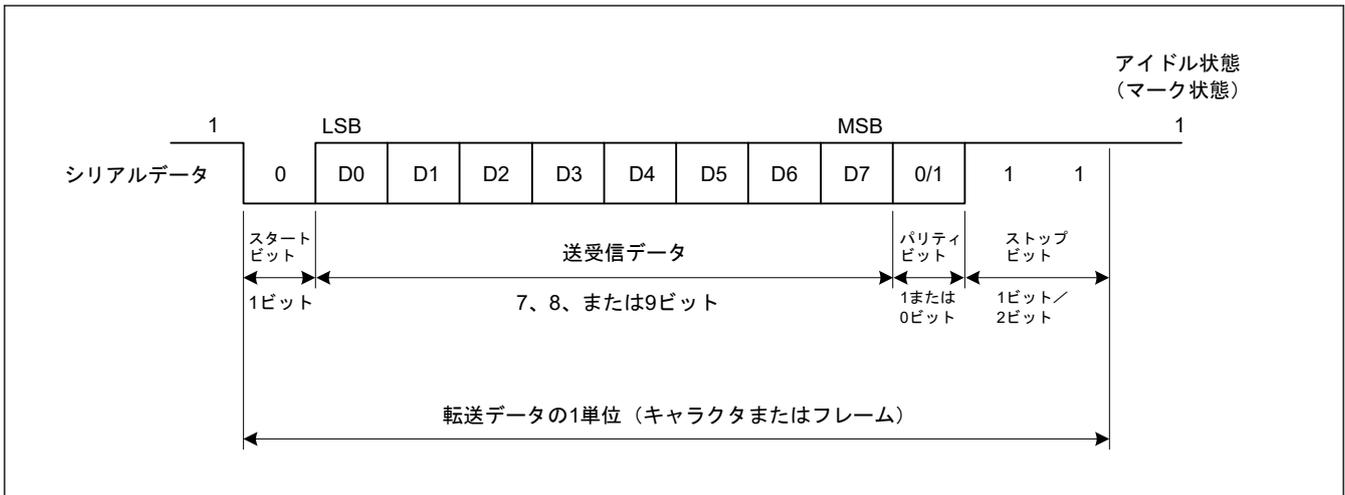 アイドル状態
（マーク状態）
1 LSB MSB 1
シリアルデータ 0 D0 D1 D2 D3 D4 D5 D6 D7 0/1 1 1
スタート
ビット
送受信データ
パリティ
ビット
ストップ
ビット
1ビット
7、8、または9ビット
1または
0ビット
1ビット／
2ビット
転送データの1単位（キャラクタまたはフレーム）